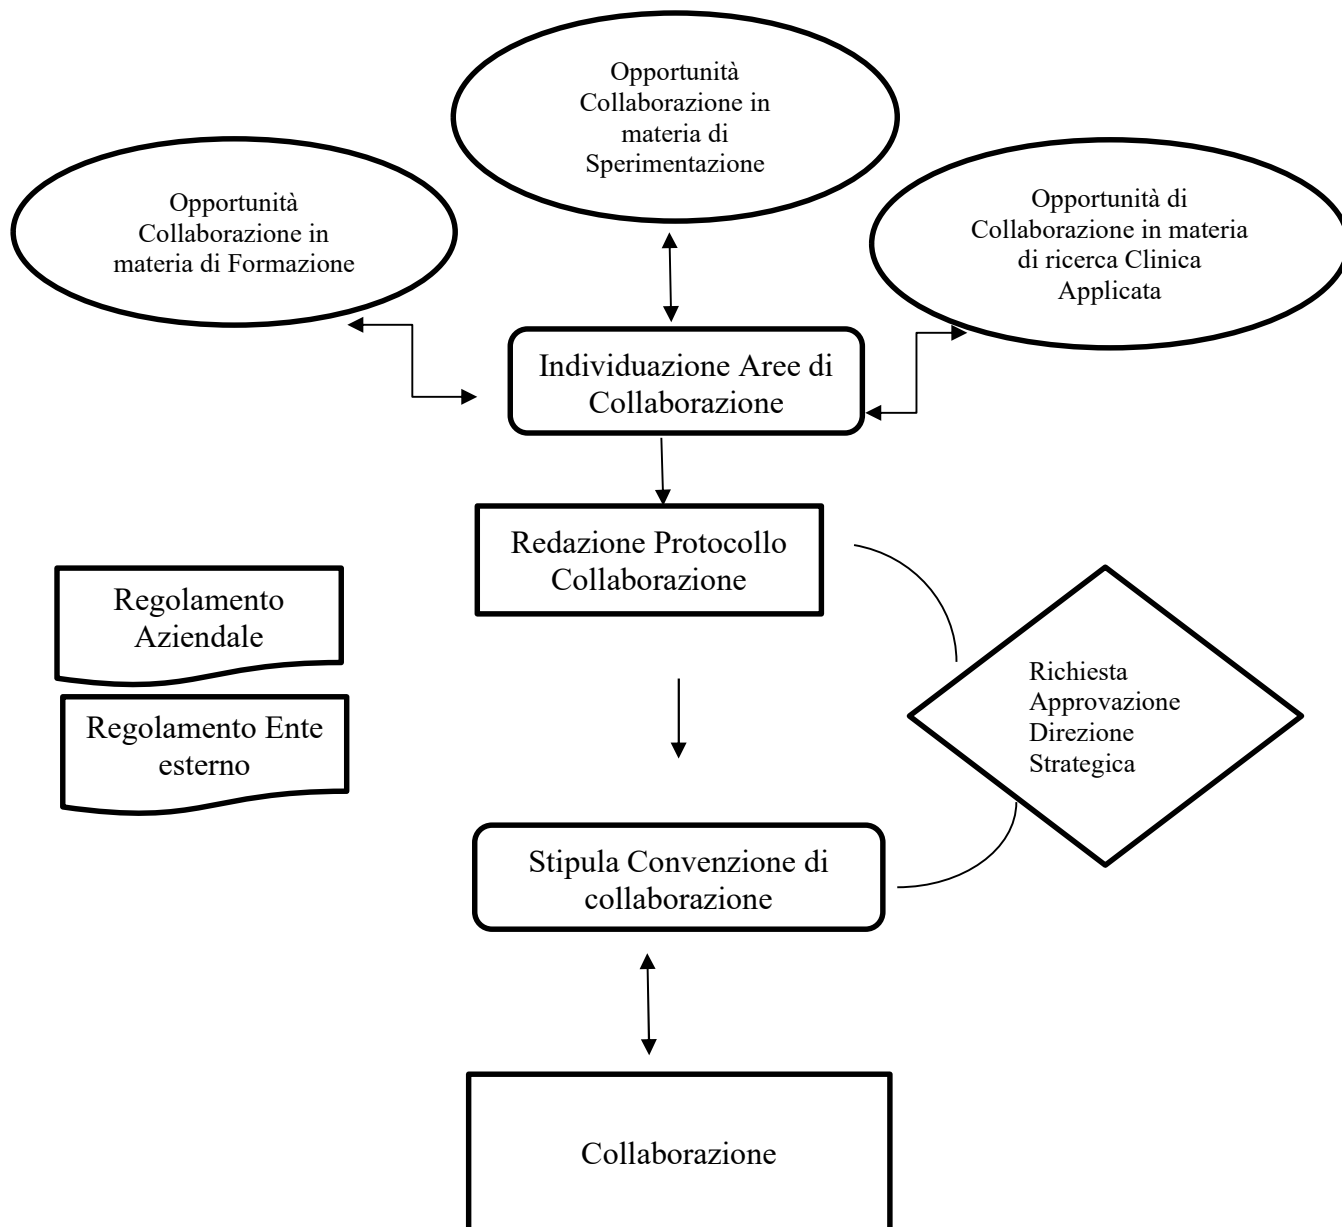 Opportunità
Collaborazione in
materia di
Sperimentazione
Opportunità
Collaborazione in
materia di Formazione
Opportunità di
Collaborazione in materia
di ricerca Clinica
Applicata
Individuazione Aree di
Collaborazione
Redazione Protocollo
Collaborazione
Regolamento
Aziendale
Regolamento Ente
esterno
Richiesta
Approvazione
Direzione
Strategica
Stipula Convenzione di
collaborazione
Collaborazione